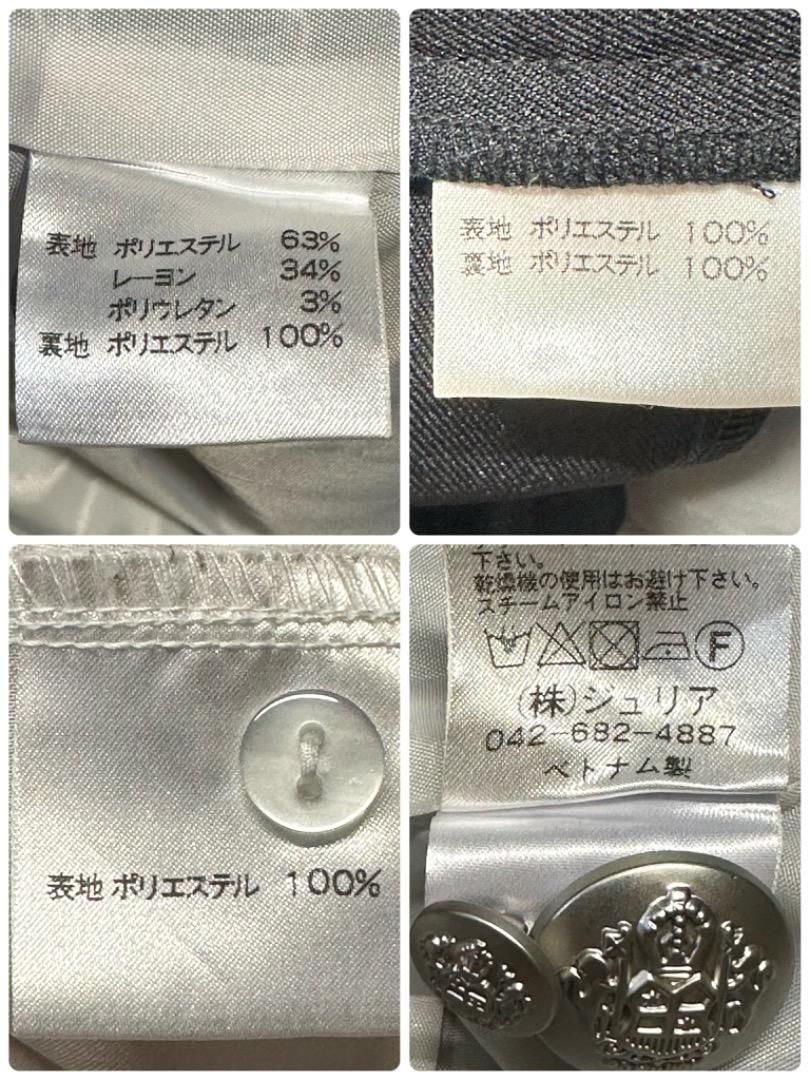 表地 ポリエステル 63%
レーヨン 34%
ポリウレタン 3%
裏地 ポリエステル 100%
表地 ポリエステル 100%
裏地 ポリエステル 100%
表地 ポリエステル 100%
下さい。
乾燥機の使用はお避け下さい。
スチームアイロン禁止
F
(株)ジュリア
042-682-4887
ベトナム製